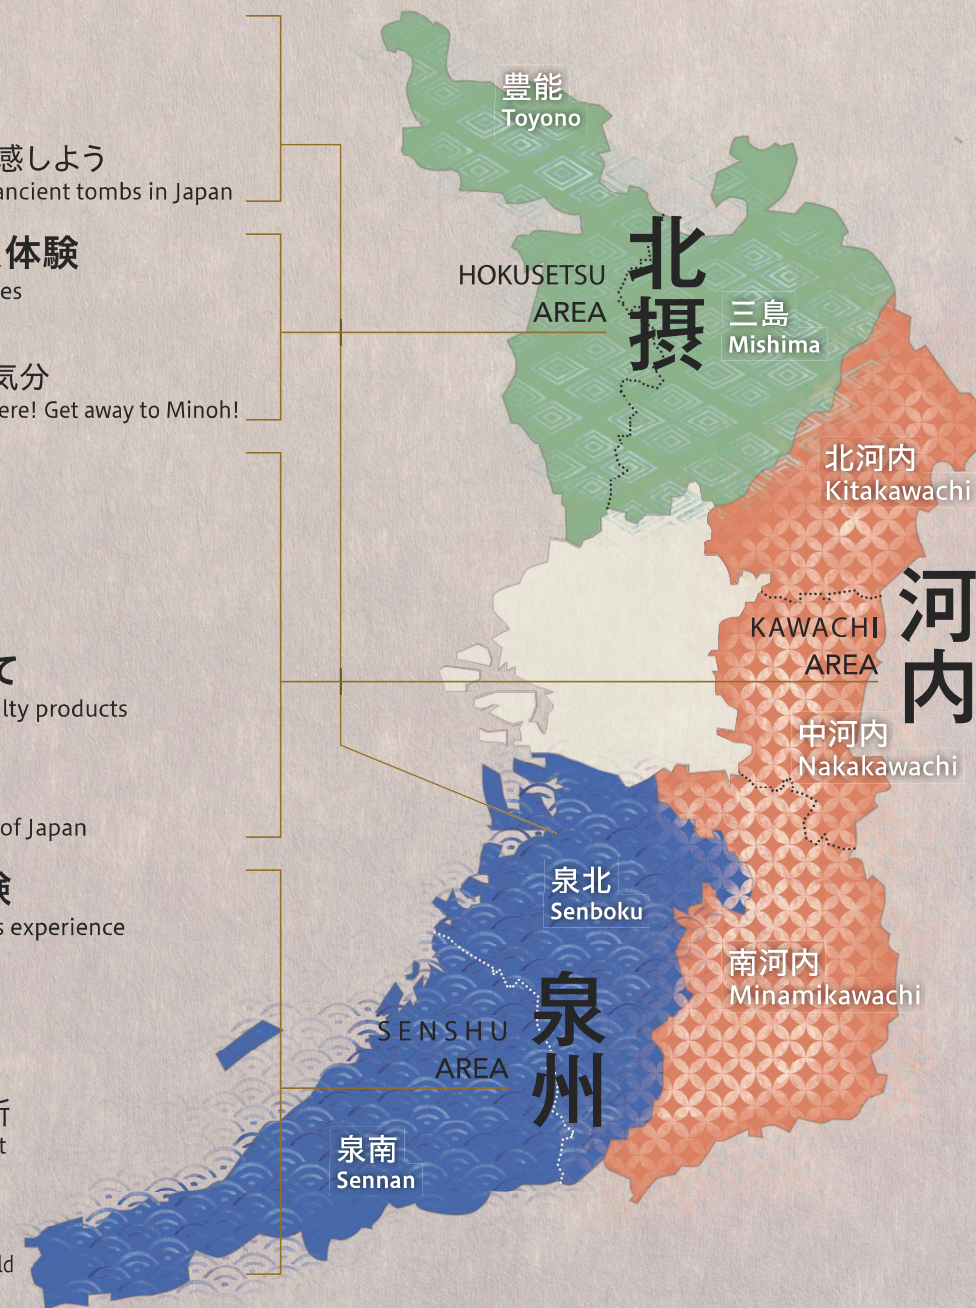 感しよう
ancient tombs in Japan
体験
es
気分
ere! Get away to Minoh!
て
lty products
of Japan
験
s experience
所
t
ld
豊能
Toyono
北摂
HOKUSETSU
AREA
三島
Mishima
北河内
Kitakawachi
河内
KAWACHI
AREA
中河内
Nakakawachi
泉北
Senboku
南河内
Minamikawachi
泉州
SENSHU
AREA
泉南
Sennan